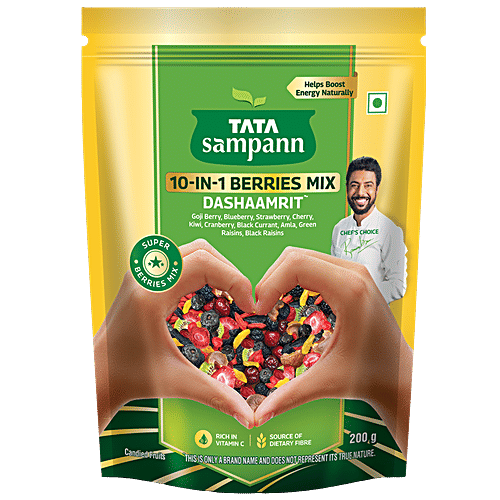 Helps Boost
Energy Naturally
TATA
sampann
10-IN-1 BERRIES MIX
DASHAAMRIT™
Goji Berry, Blueberry, Strawberry, Cherry,
Kiwi, Cranberry, Black Currant, Amla, Green
Raisins, Black Raisins
CHEF'S CHOICE
SUPER
BERRIES MIX
RICH IN
VITAMIN C
SOURCE OF
DIETARY FIBRE
200 g
Candied Fruits
THIS IS ONLY A BRAND NAME AND DOES NOT REPRESENT ITS TRUE NATURE.